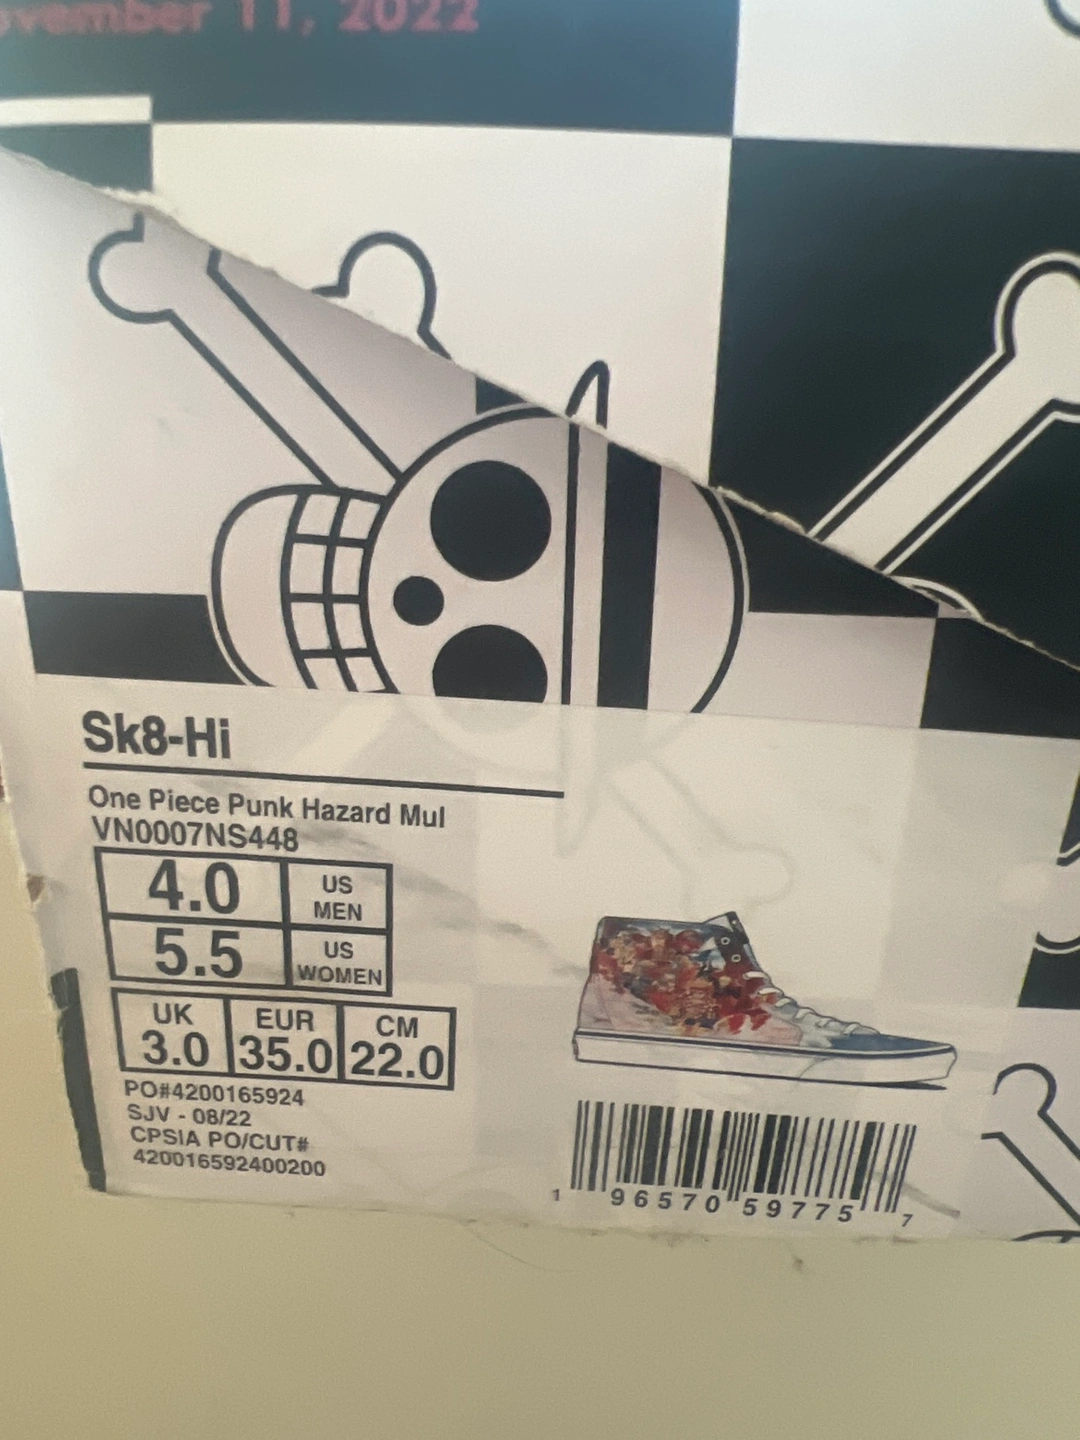 11, 2022
Sk8-Hi
One Piece Punk Hazard Mul
VN0007NS448
4.0 US MEN
5.5 US WOMEN
UK EUR CM
3.0 35.0 22.0
PO#4200165924
SJV - 08/22
CPSIA PO/CUT#
420016592400200
1 96570 59775 7